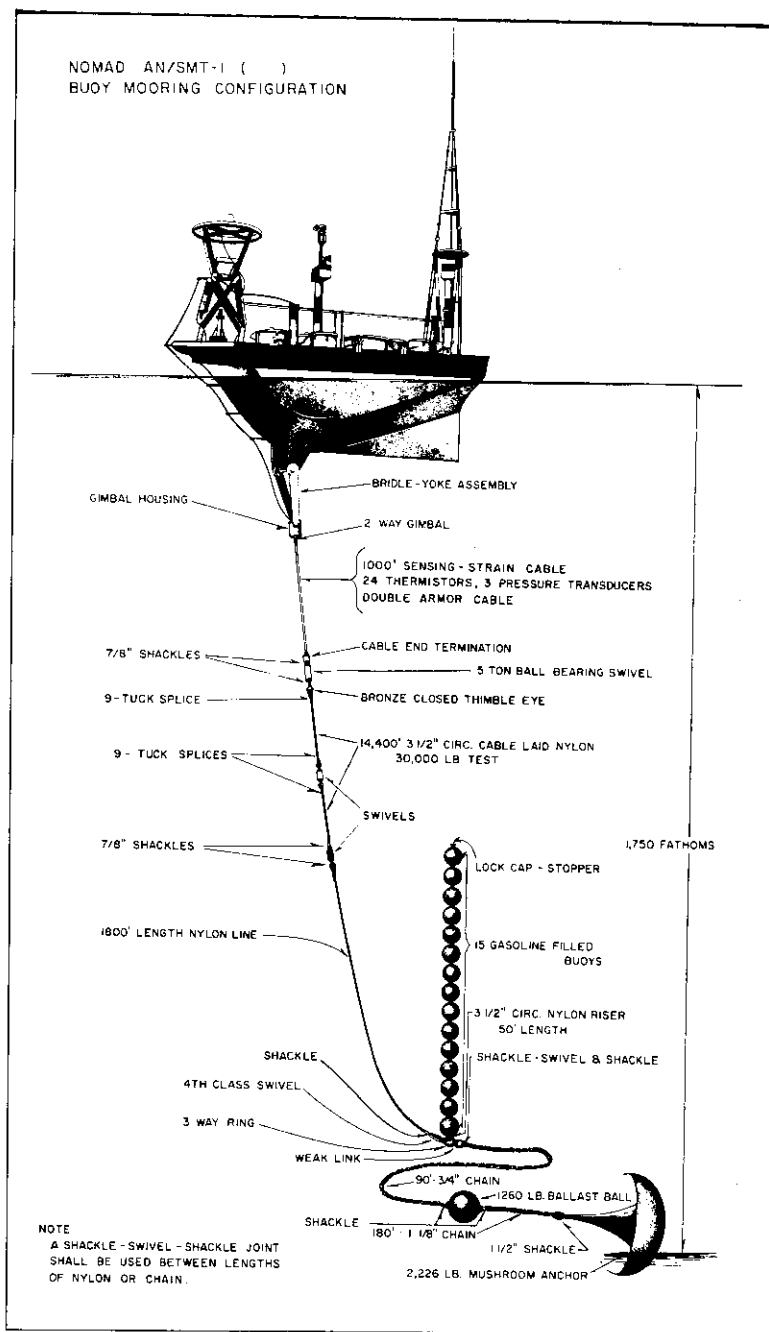 NOMAD AN/SMT-1 ( )
BUOY MOORING CONFIGURATION
BRIDLE-YOKE ASSEMBLY
GIMBAL HOUSING
2 WAY GIMBAL
1000' SENSING - STRAIN CABLE
24 THERMISTORS, 3 PRESSURE TRANSDUCERS
DOUBLE ARMOR CABLE
CABLE END TERMINATION
7/8" SHACKLES
5 TON BALL BEARING SWIVEL
9-TUCK SPLICE
BRONZE CLOSED THIMBLE EYE
14,400' 3 1/2" CIRC. CABLE LAID NYLON
30,000 LB TEST
9 - TUCK SPLICES
SWIVELS
7/8" SHACKLES
1,750 FATHOMS
LOCK CAP - STOPPER
1800' LENGTH NYLON LINE
15 GASOLINE FILLED
BUOYS
3 1/2" CIRC. NYLON RISER
50' LENGTH
SHACKLE
SHACKLE-SWIVEL & SHACKLE
4TH CLASS SWIVEL
3 WAY RING
WEAK LINK
90'-3/4" CHAIN
1260 LB. BALLAST BALL
SHACKLE
180' - 1 1/8" CHAIN
1 1/2" SHACKLE
2,226 LB. MUSHROOM ANCHOR
NOTE
A SHACKLE-SWIVEL-SHACKLE JOINT
SHALL BE USED BETWEEN LENGTHS
OF NYLON OR CHAIN.